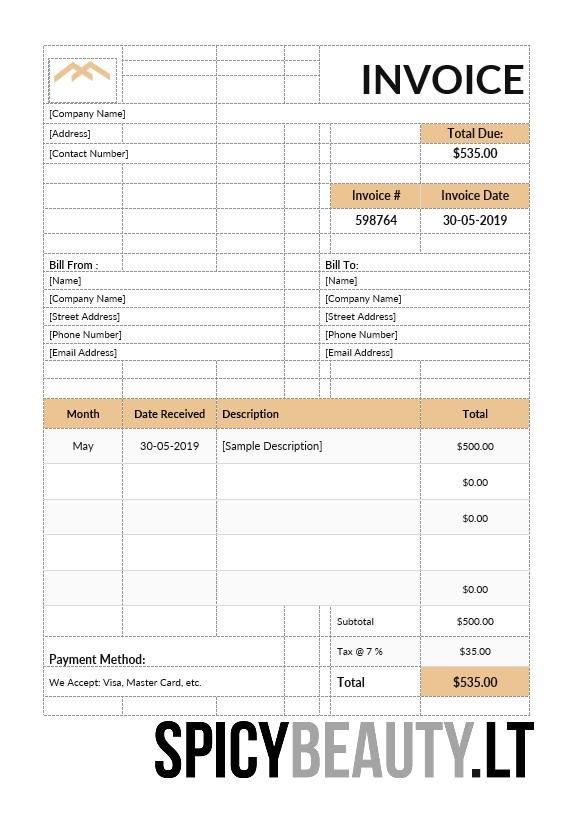 INVOICE
[Company Name]
[Address]
Total Due:
[Contact Number]
$535.00
Invoice # Invoice Date
598764 30-05-2019
Bill From : Bill To:
[Name] [Name]
[Company Name] [Company Name]
[Street Address] [Street Address]
[Phone Number] [Phone Number]
[Email Address] [Email Address]
Month Date Received Description Total
May 30-05-2019 [Sample Description] $500.00
$0.00
$0.00
$0.00
Subtotal $500.00
Tax @ 7 % $35.00
Payment Method:
We Accept: Visa, Master Card, etc. Total $535.00
SPICYBEAUTY.LT